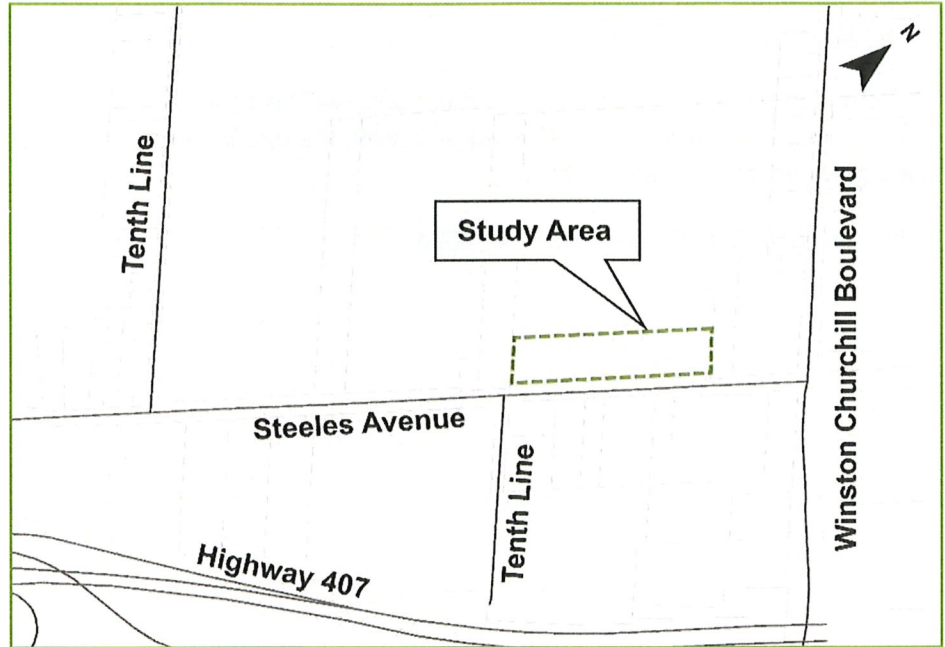 N
Tenth Line
Study Area
Winston Churchill Boulevard
Steeles Avenue
Tenth Line
Highway 407